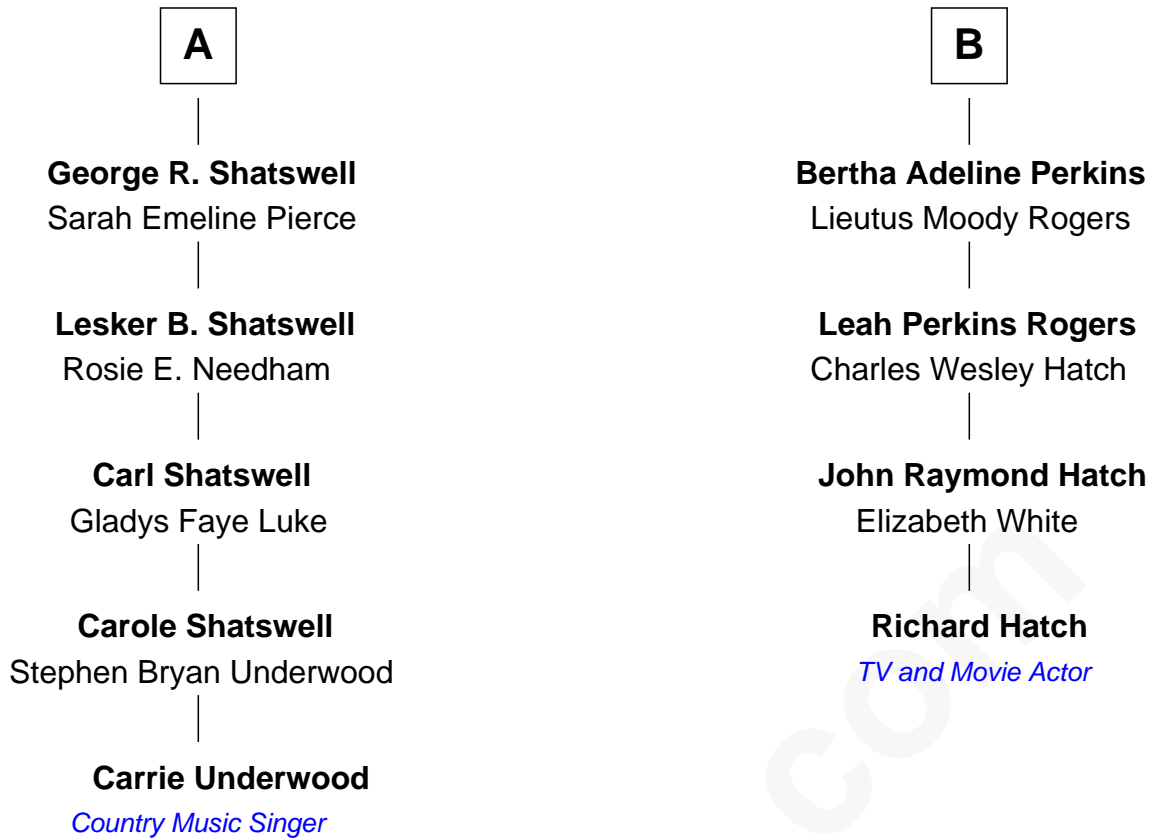 A
George R. Shatswell
Sarah Emeline Pierce
Lesker B. Shatswell
Rosie E. Needham
Carl Shatswell
Gladys Faye Luke
Carole Shatswell
Stephen Bryan Underwood
Carrie Underwood
Country Music Singer
B
Bertha Adeline Perkins
Lieutus Moody Rogers
Leah Perkins Rogers
Charles Wesley Hatch
John Raymond Hatch
Elizabeth White
Richard Hatch
TV and Movie Actor
com